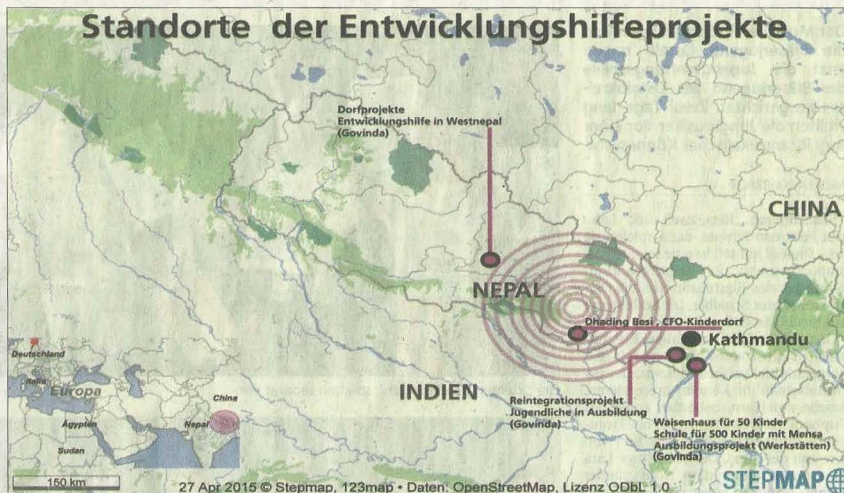 Standorte der Entwicklungshilfeprojekte
Dorfprojekte
Entwicklungshilfe in Westnepal
(Govinda)
CHINA
NEPAL
Dhading Besi , CFO-Kinderdorf
Kathmandu
INDIEN
Reintegrationsprojekt
Jugendliche in Ausbildung
(Govinda)
Waisenhaus für 50 Kinder
Schule für 500 Kinder mit Mensa
Ausbildungsprojekt (Werkstätten)
(Govinda)
Deutschland
Italia
Europa
China
Ägypten
Nepal
Sudan
150 km
27 Apr 2015 © Stepmap, 123map • Daten: OpenStreetMap, Lizenz ODbL 1.0
STEPMAP